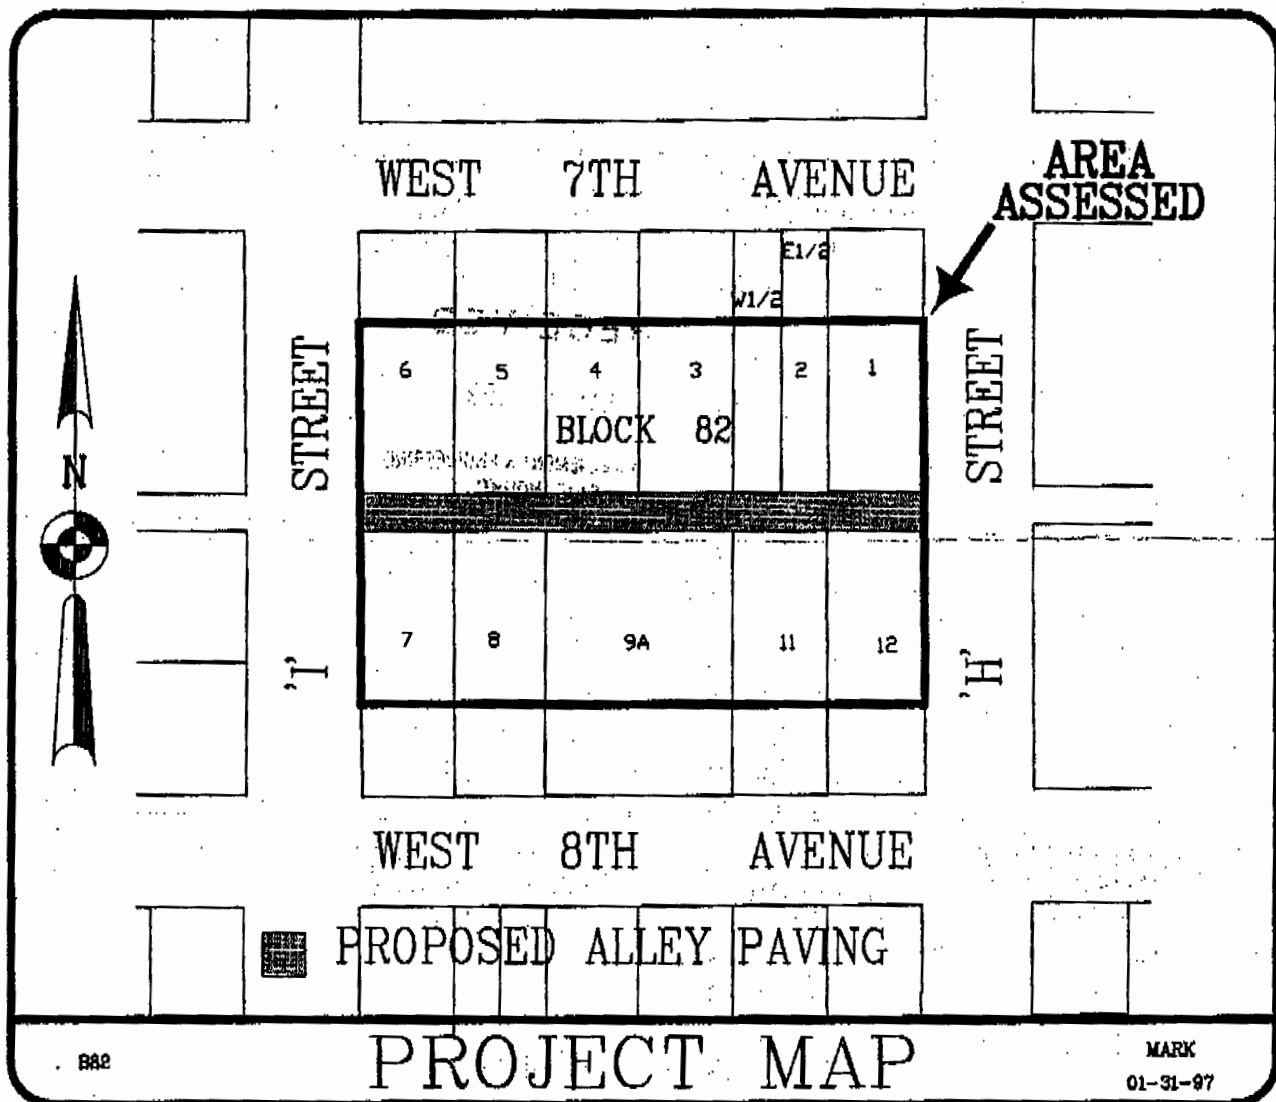 WEST 7TH AVENUE
AREA
ASSESSED
E1/2
W1/2
6 5 4 3 2 1
BLOCK 82
STREET
STREET
N
7 8 9A 11 12
'I'
'H'
WEST 8TH AVENUE
PROPOSED ALLEY PAVING
B82
PROJECT MAP
MARK
01-31-97